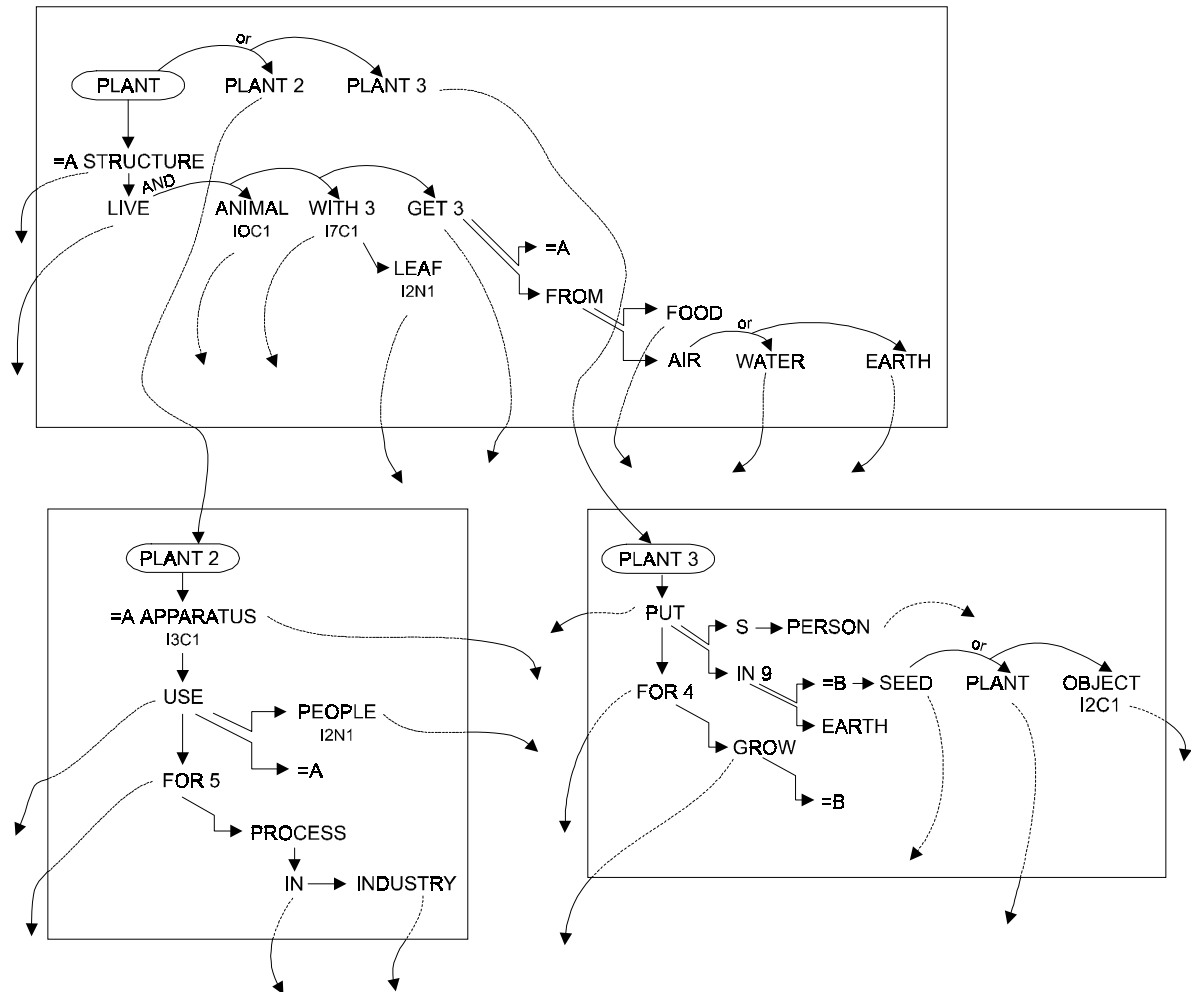 or
PLANT PLANT 2 PLANT 3
=A STRUCTURE
AND
LIVE ANIMAL WITH 3 GET 3
I0C1 I7C1
=A
LEAF
I2N1
FROM
FOOD
or
AIR WATER EARTH
PLANT 2
=A APPARATUS
I3C1
USE
PEOPLE
I2N1
=A
FOR 5
PROCESS
IN INDUSTRY
PLANT 3
PUT
S PERSON
or
IN 9
=B SEED PLANT OBJECT
I2C1
FOR 4
EARTH
GROW
=B